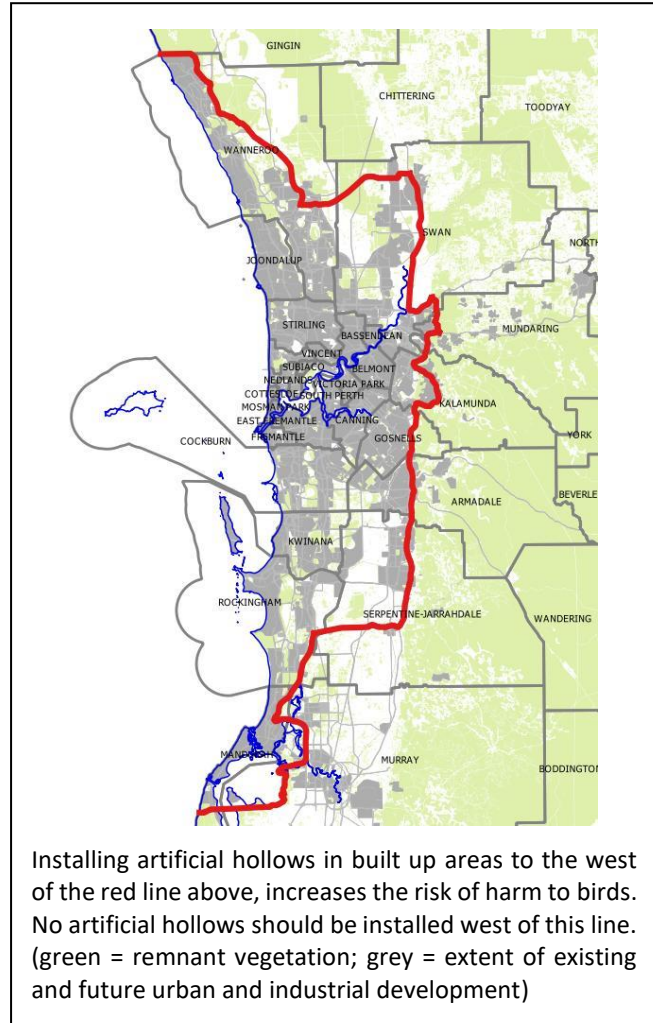 GINGIN
CHITTERING
TOODYAY
WANNEROO
SWAN
NORTH
JOONDALUP
STIRLING
BASSENDEAN
MUNDARING
VINCENT
SUBIACO
BELMONT
NEDLANDS
VICTORIA PARK
COTTESLOE
SOUTH PERTH
MOSMAN PARK
KALAMUNDA
EAST FREMANTLE
CANNING
COCKBURN
FREMANTLE
GOSNELLS
YORK
BEVERLE
ARMADALE
KWINANA
ROCKINGHAM
SERPENTINE-JARRAHDALE
WANDERING
MANDURAH
MURRAY
BODDINGTON
Installing artificial hollows in built up areas to the west
of the red line above, increases the risk of harm to birds.
No artificial hollows should be installed west of this line.
(green = remnant vegetation; grey = extent of existing
and future urban and industrial development)